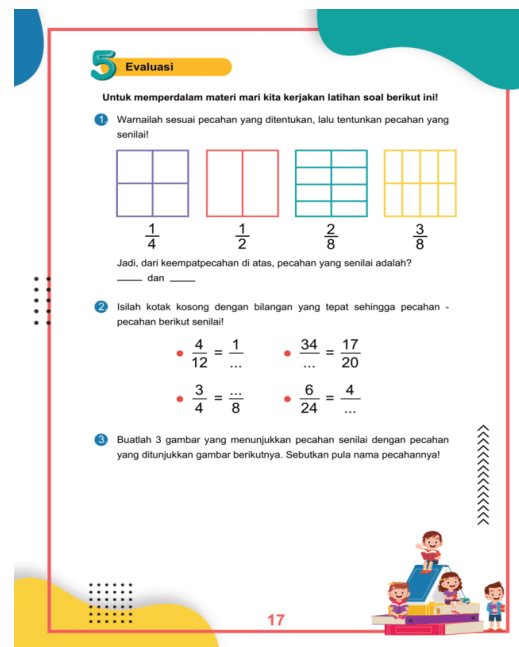 5 Evaluasi
Untuk memperdalam materi mari kita kerjakan latihan soal berikut ini!
1 Warnailah sesuai pecahan yang ditentukan, lalu tentunkan pecahan yang
senilai!
1/4 1/2 2/8 3/8
Jadi, dari keempatpecahan di atas, pecahan yang senilai adalah?
____ dan ____
2 Isilah kotak kosong dengan bilangan yang tepat sehingga pecahan -
pecahan berikut senilai!
• 4/12 = 1/... • 34/... = 17/20
• 3/4 = .../8 • 6/24 = 4/...
3 Buatlah 3 gambar yang menunjukkan pecahan senilai dengan pecahan
yang ditunjukkan gambar berikutnya. Sebutkan pula nama pecahannya!
17